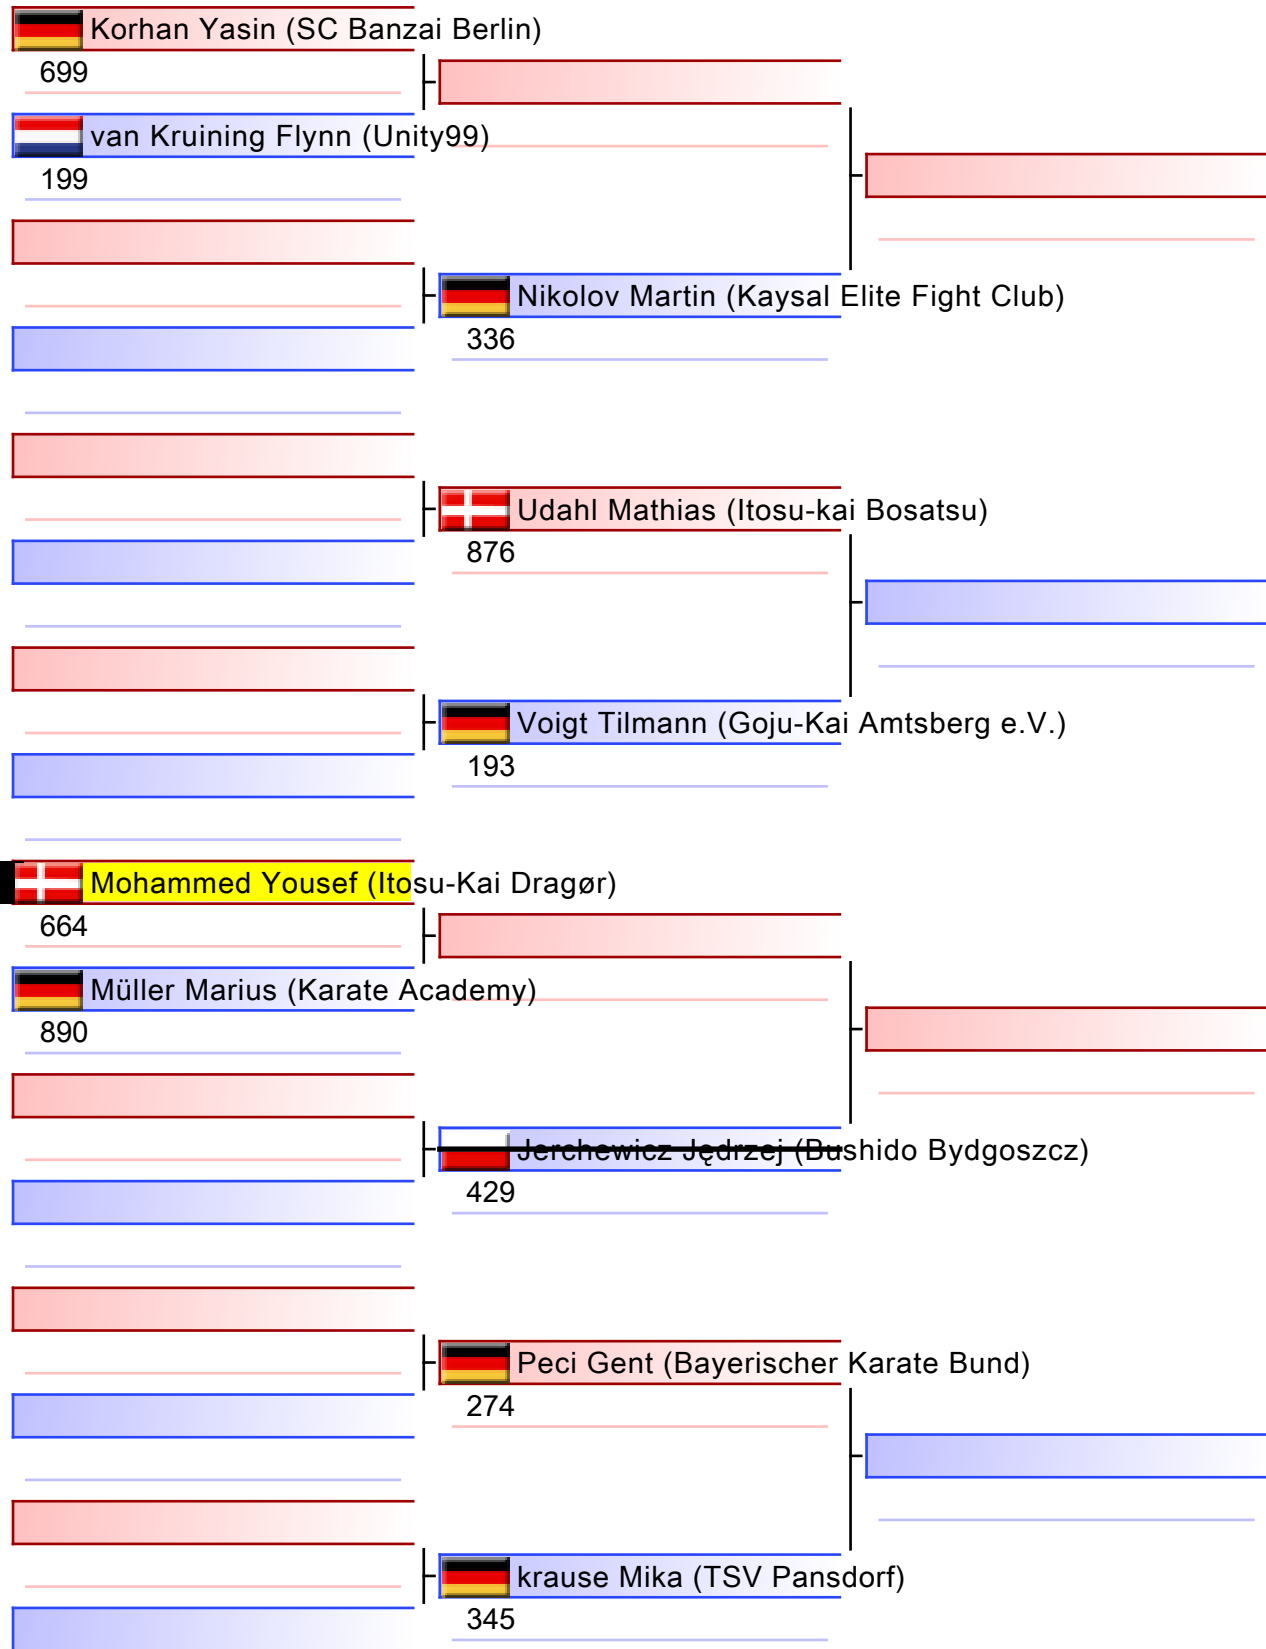 Korhan Yasin (SC Banzai Berlin)
699
van Kruining Flynn (Unity99)
199
Nikolov Martin (Kaysal Elite Fight Club)
336
Udahl Mathias (Itosu-kai Bosatsu)
876
Voigt Tilmann (Goju-Kai Amtsberg e.V.)
193
Mohammed Yousef (Itosu-Kai Dragør)
664
Müller Marius (Karate Academy)
890
Jerchewicz Jędrzej (Bushido Bydgoszcz)
429
Peci Gent (Bayerischer Karate Bund)
274
krause Mika (TSV Pansdorf)
345